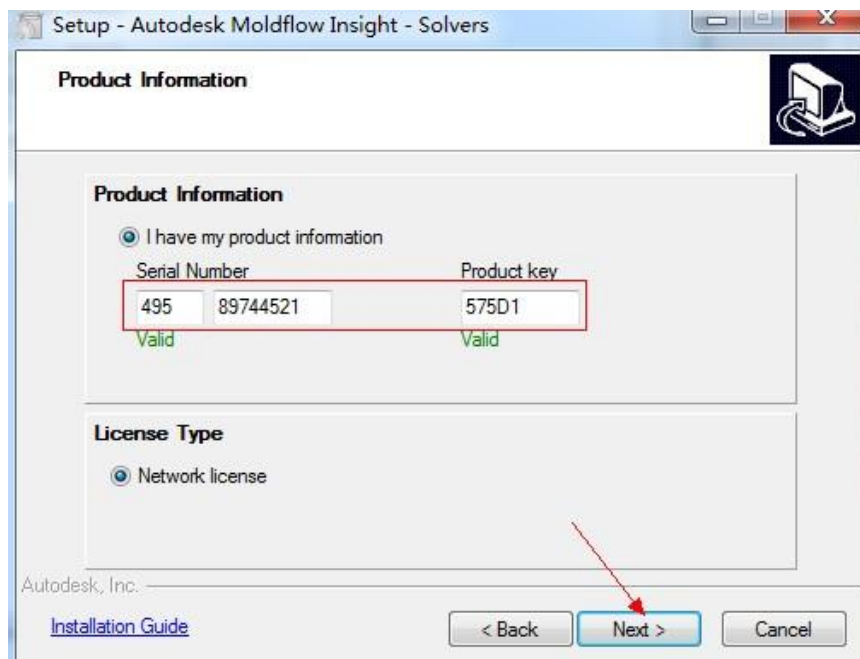 Setup - Autodesk Moldflow Insight - Solvers
Product Information
Product Information
I have my product information
Serial Number Product key
495 89744521 575D1
Valid Valid
License Type
Network license
Autodesk, Inc.
Installation Guide < Back Next > Cancel